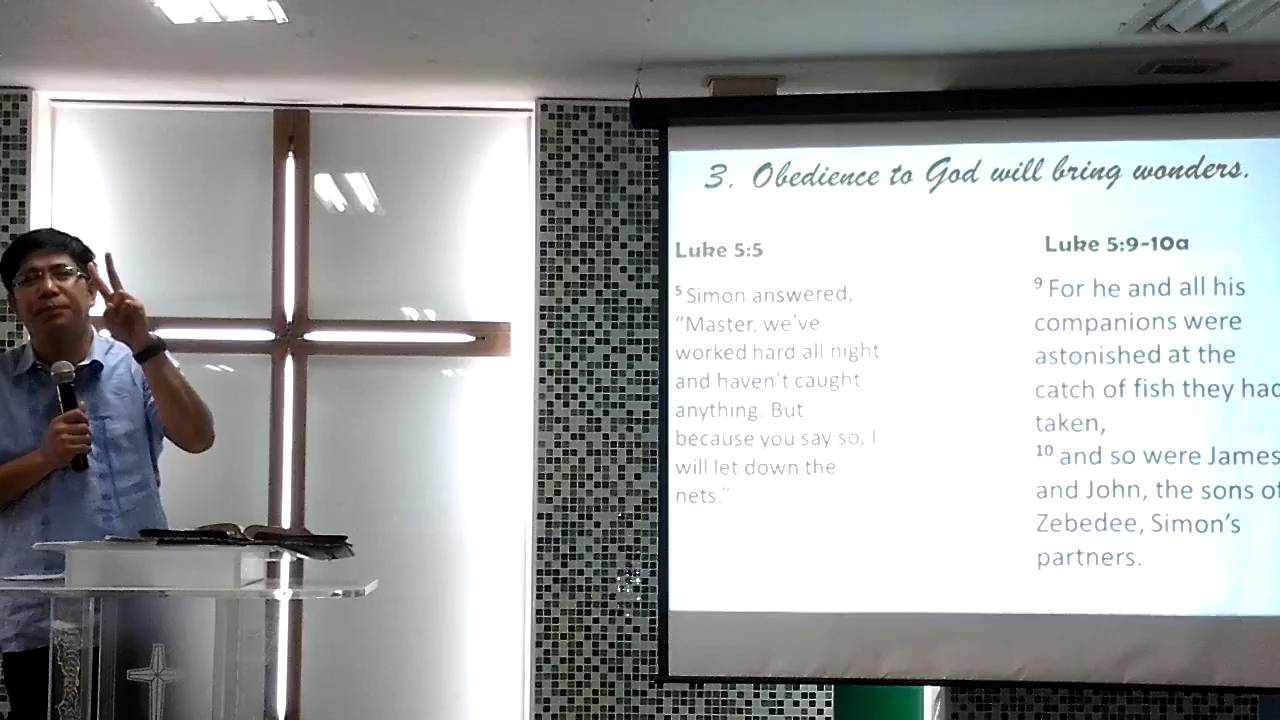 3. Obedience to God will bring wonders.
Luke 5:5
⁵ Simon answered,
“Master, we’ve
worked hard all night
and haven’t caught
anything. But
because you say so, I
will let down the
nets.”
Luke 5:9-10a
⁹ For he and all his
companions were
astonished at the
catch of fish they had
taken,
¹⁰ and so were James
and John, the sons of
Zebedee, Simon’s
partners.